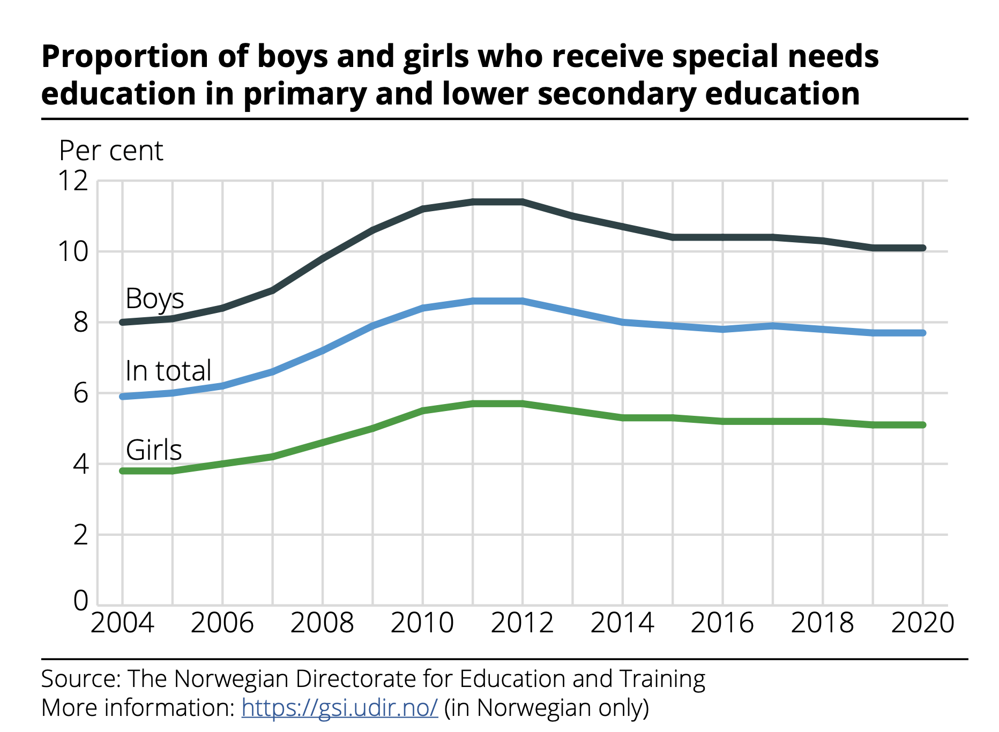 Proportion of boys and girls who receive special needs
education in primary and lower secondary education
Per cent
12
10
8
6
4
2
0
Boys
In total
Girls
2004 2006 2008 2010 2012 2014 2016 2018 2020
Source: The Norwegian Directorate for Education and Training
More information: https://gsi.udir.no/ (in Norwegian only)